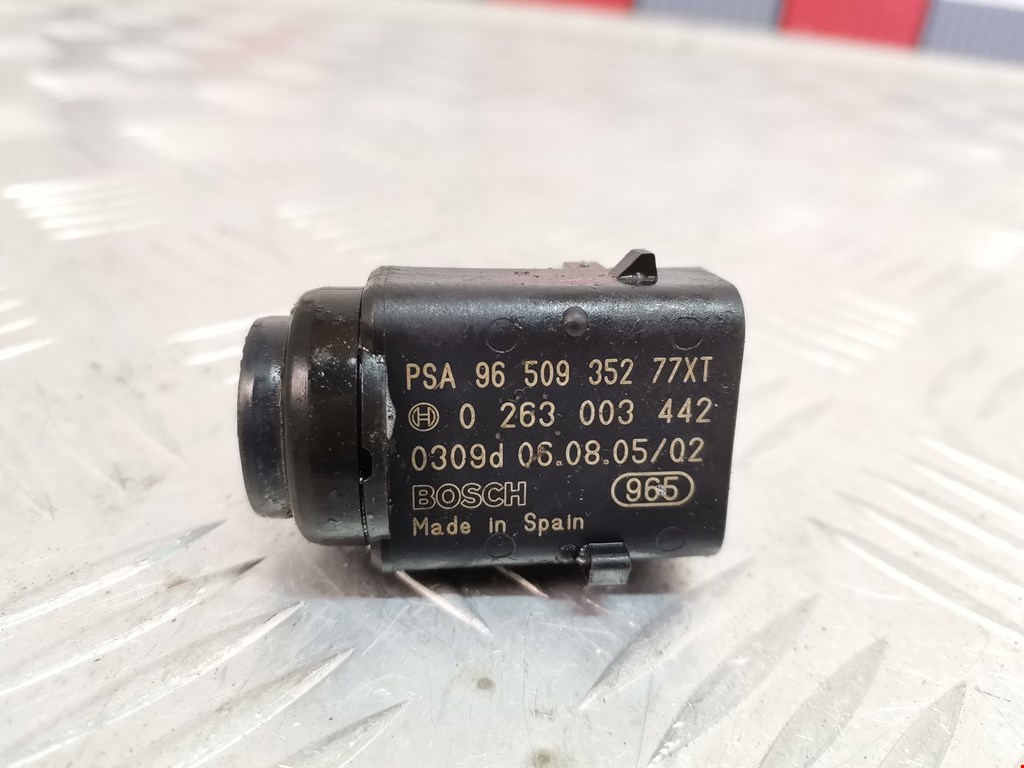 PSA 96 509 352 77XT
H 0 263 003 442
0309d 06.08.05/02
BOSCH 965
Made in Spain